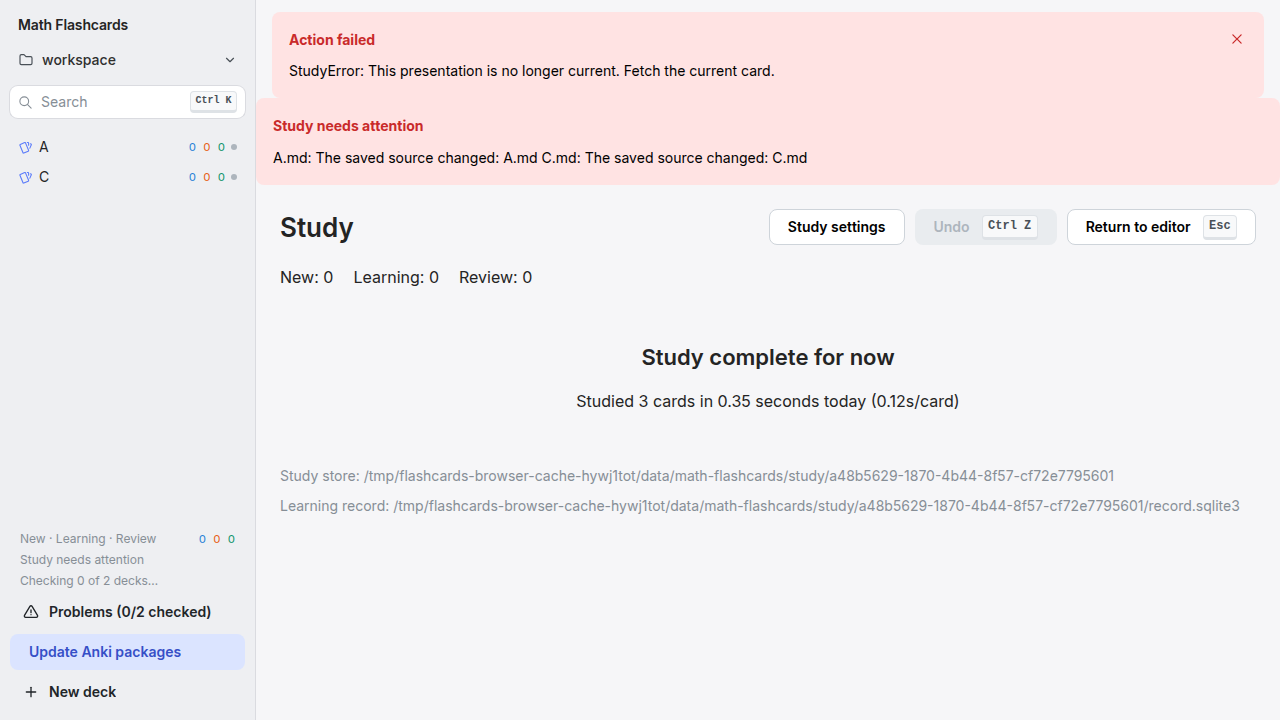 Math Flashcards
workspace
Search Ctrl K
A 0 0 0
C 0 0 0
New · Learning · Review 0 0 0
Study needs attention
Checking 0 of 2 decks...
Problems (0/2 checked)
Update Anki packages
New deck
Action failed
StudyError: This presentation is no longer current. Fetch the current card.
Study needs attention
A.md: The saved source changed: A.md C.md: The saved source changed: C.md
Study
Study settings
Undo Ctrl Z
Return to editor Esc
New: 0 Learning: 0 Review: 0
Study complete for now
Studied 3 cards in 0.35 seconds today (0.12s/card)
Study store: /tmp/flashcards-browser-cache-hywj1tot/data/math-flashcards/study/a48b5629-1870-4b44-8f57-cf72e7795601
Learning record: /tmp/flashcards-browser-cache-hywj1tot/data/math-flashcards/study/a48b5629-1870-4b44-8f57-cf72e7795601/record.sqlite3